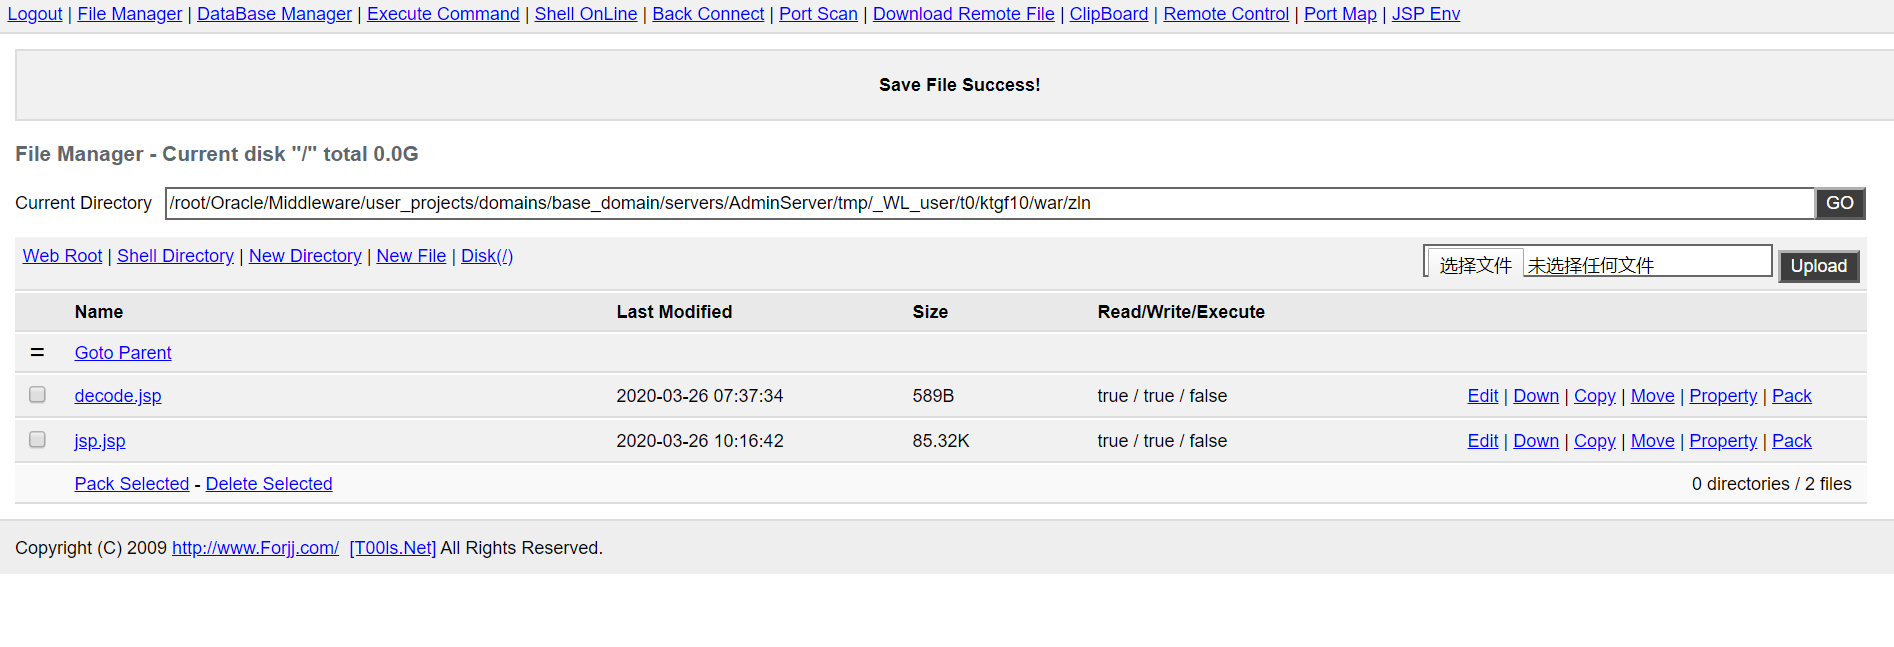 Logout | File Manager | DataBase Manager | Execute Command | Shell OnLine | Back Connect | Port Scan | Download Remote File | ClipBoard | Remote Control | Port Map | JSP Env
Save File Success!
File Manager - Current disk "/" total 0.0G
Current Directory /root/Oracle/Middleware/user_projects/domains/base_domain/servers/AdminServer/tmp/_WL_user/t0/ktgf10/war/zln GO
Web Root | Shell Directory | New Directory | New File | Disk(/) 选择文件 未选择任何文件 Upload
Name Last Modified Size Read/Write/Execute
= Goto Parent
decode.jsp 2020-03-26 07:37:34 589B true / true / false Edit | Down | Copy | Move | Property | Pack
jsp.jsp 2020-03-26 10:16:42 85.32K true / true / false Edit | Down | Copy | Move | Property | Pack
Pack Selected - Delete Selected 0 directories / 2 files
Copyright (C) 2009 http://www.Forjj.com/ [T00ls.Net] All Rights Reserved.